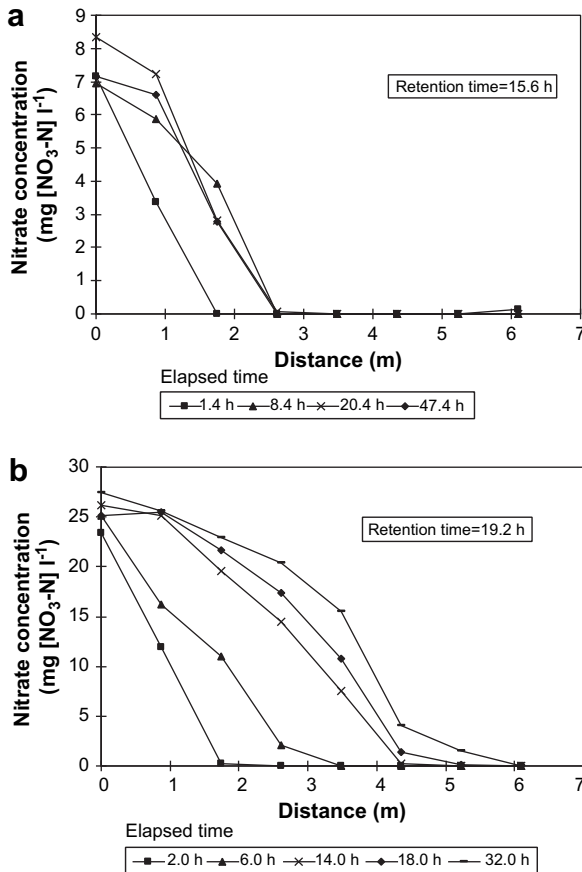 a
9
8
7
6
5
4
3
2
1
0
Nitrate concentration
(mg [NO3-N] l-1)
Retention time=15.6 h
0 1 2 3 4 5 6 7
Distance (m)
Elapsed time
1.4 h 8.4 h 20.4 h 47.4 h
b
30
25
20
15
10
5
0
Nitrate concentration
(mg [NO3-N] l-1)
Retention time=19.2 h
0 1 2 3 4 5 6 7
Distance (m)
Elapsed time
2.0 h 6.0 h 14.0 h 18.0 h 32.0 h